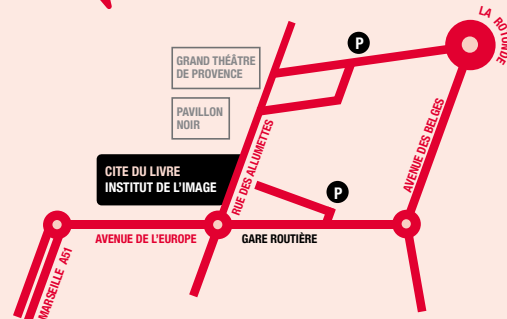 LA ROTONDE
P
GRAND THÉÂTRE
DE PROVENCE
PAVILLON
NOIR
RUE DES ALLUMETTES
AVENUE DES BELGES
CITE DU LIVRE
INSTITUT DE L'IMAGE
P
AVENUE DE L'EUROPE
GARE ROUTIÈRE
MARSEILLE A51